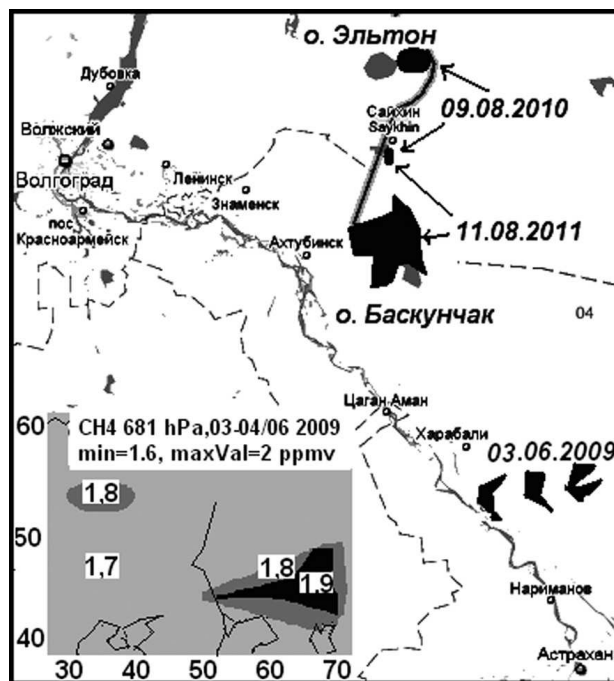 о. Эльтон
Дубовка
09.08.2010
Сайхин
Saykhin
Волжский
Волгоград
Ленинск
Знаменск
пос
Красноармейск
11.08.2011
Ахтубинск
о. Баскунчак
04
Цаган Аман
Харабали
03.06.2009
60
CH4 681 hPa,03-04/06 2009
min=1.6, maxVal=2 ppmv
1,8
50
1,7
1,8
1,9
40
30 40 50 60 70
Нариманов
Астрахан